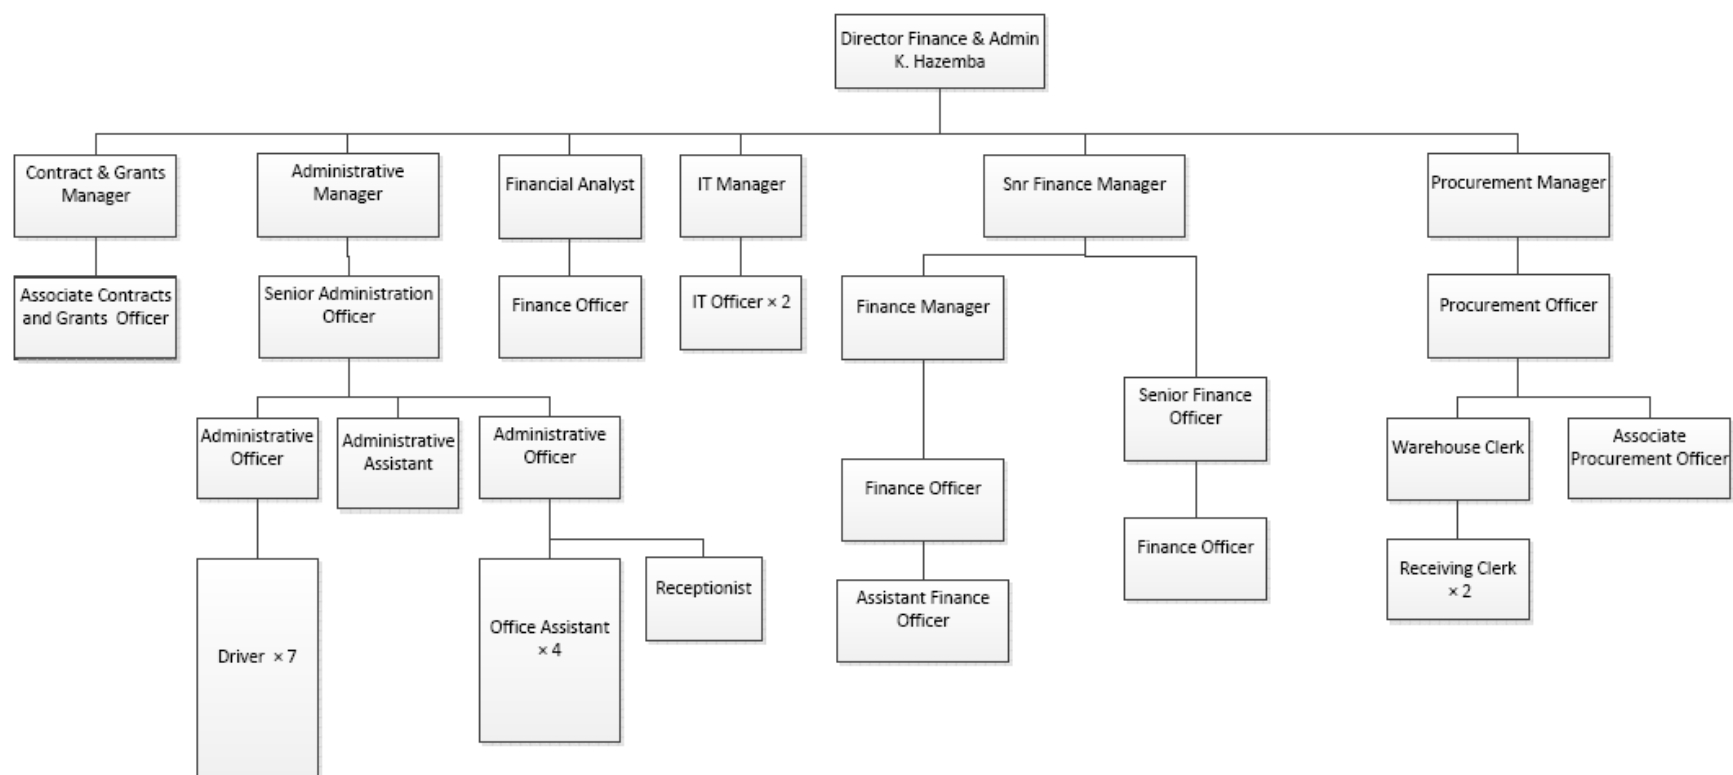 Director Finance & Admin
K. Hazemba
Contract & Grants
Manager
Administrative
Manager
Financial Analyst
IT Manager
Snr Finance Manager
Procurement Manager
Associate Contracts
and Grants Officer
Senior Administration
Officer
Finance Officer
IT Officer × 2
Finance Manager
Procurement Officer
Senior Finance
Officer
Administrative
Officer
Administrative
Assistant
Administrative
Officer
Warehouse Clerk
Associate
Procurement Officer
Finance Officer
Finance Officer
Receiving Clerk
× 2
Driver × 7
Office Assistant
× 4
Receptionist
Assistant Finance
Officer